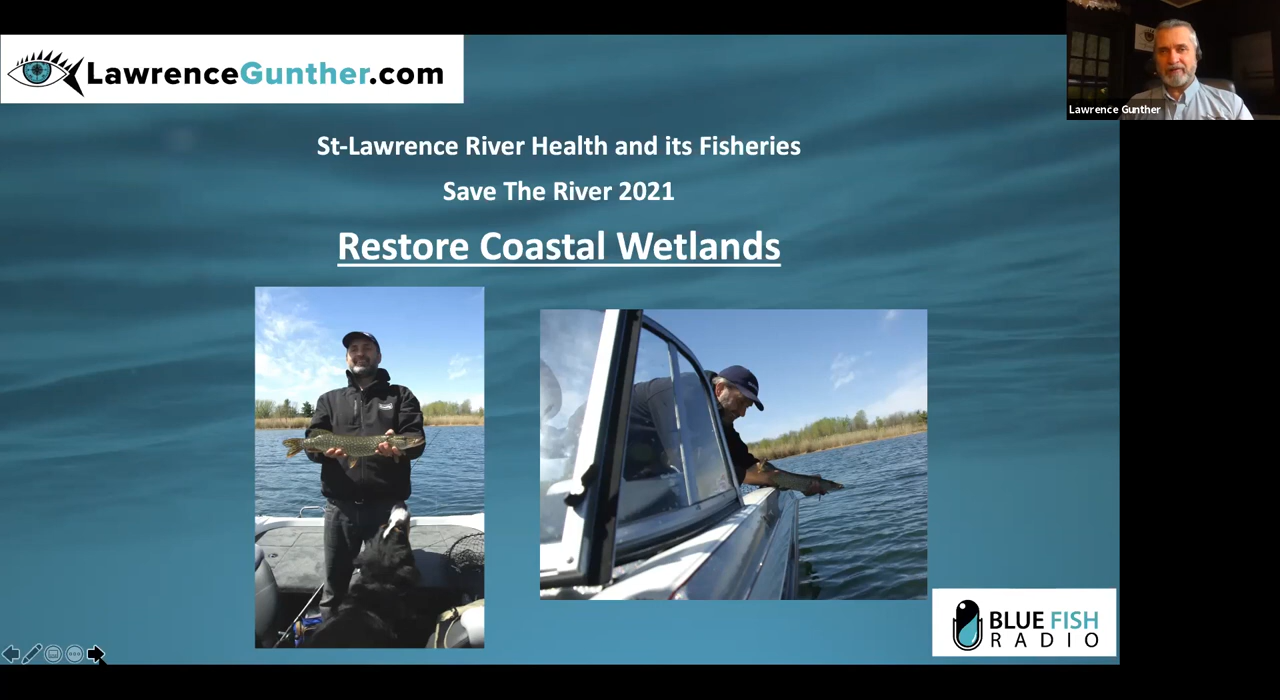 LawrenceGunther.com
Lawrence Gunther
St-Lawrence River Health and its Fisheries
Save The River 2021
Restore Coastal Wetlands
BLUE FISH
RADIO